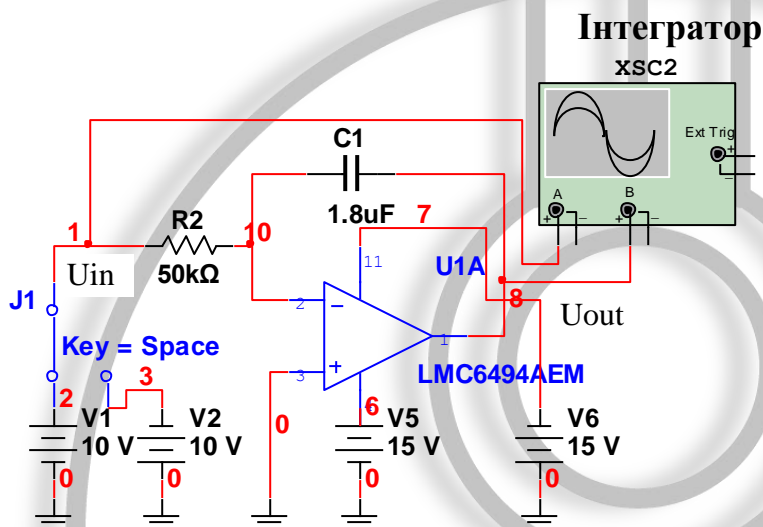 Інтегратор
XSC2
Ext Trig
+
−
A
B
+ −
+ −
C1
1.8uF
7
1
R2
10
50kΩ
Uin
11
U1A
J1
2
−
8
Uout
1
Key = Space
+
3
LMC6494AEM
3
2
V1
10 V
V2
10 V
0
6
V5
15 V
V6
15 V
0
0
0
0